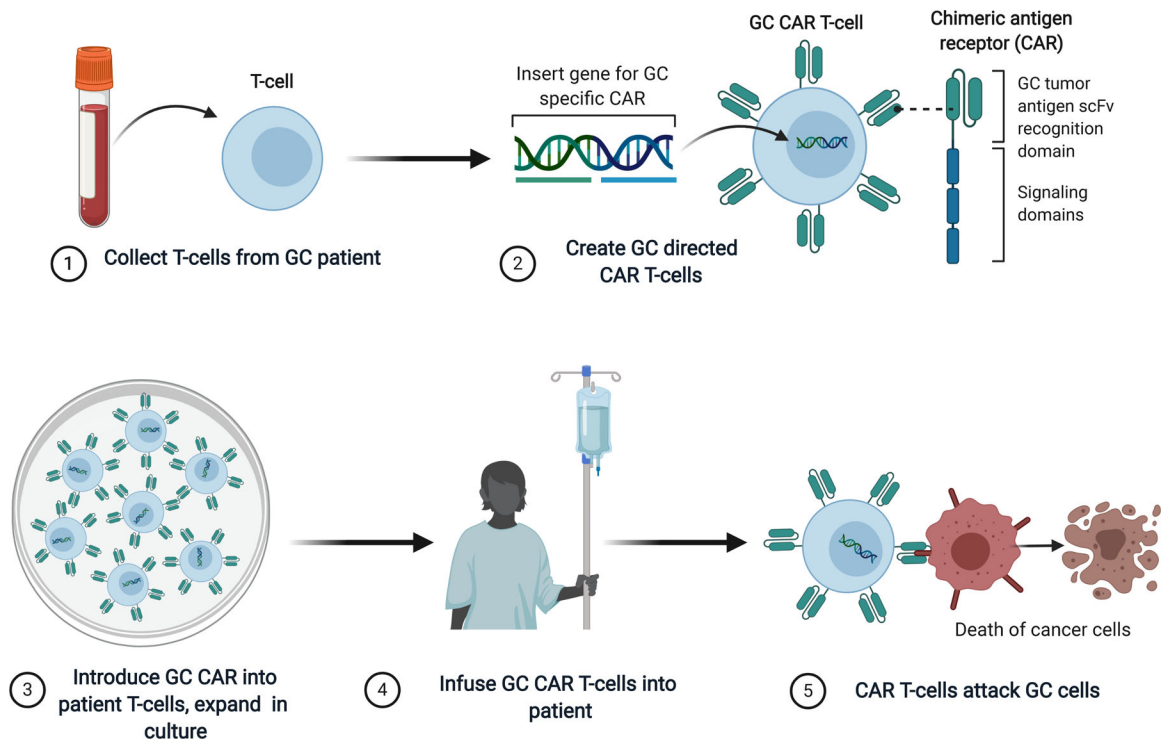 T-cell
1
Collect T-cells from GC patient
Insert gene for GC
specific CAR
GC CAR T-cell
Chimeric antigen
receptor (CAR)
GC tumor
antigen scFv
recognition
domain
Signaling
domains
2
Create GC directed
CAR T-cells
3
Introduce GC CAR into
patient T-cells, expand in
culture
4
Infuse GC CAR T-cells into
patient
Death of cancer cells
5
CAR T-cells attack GC cells